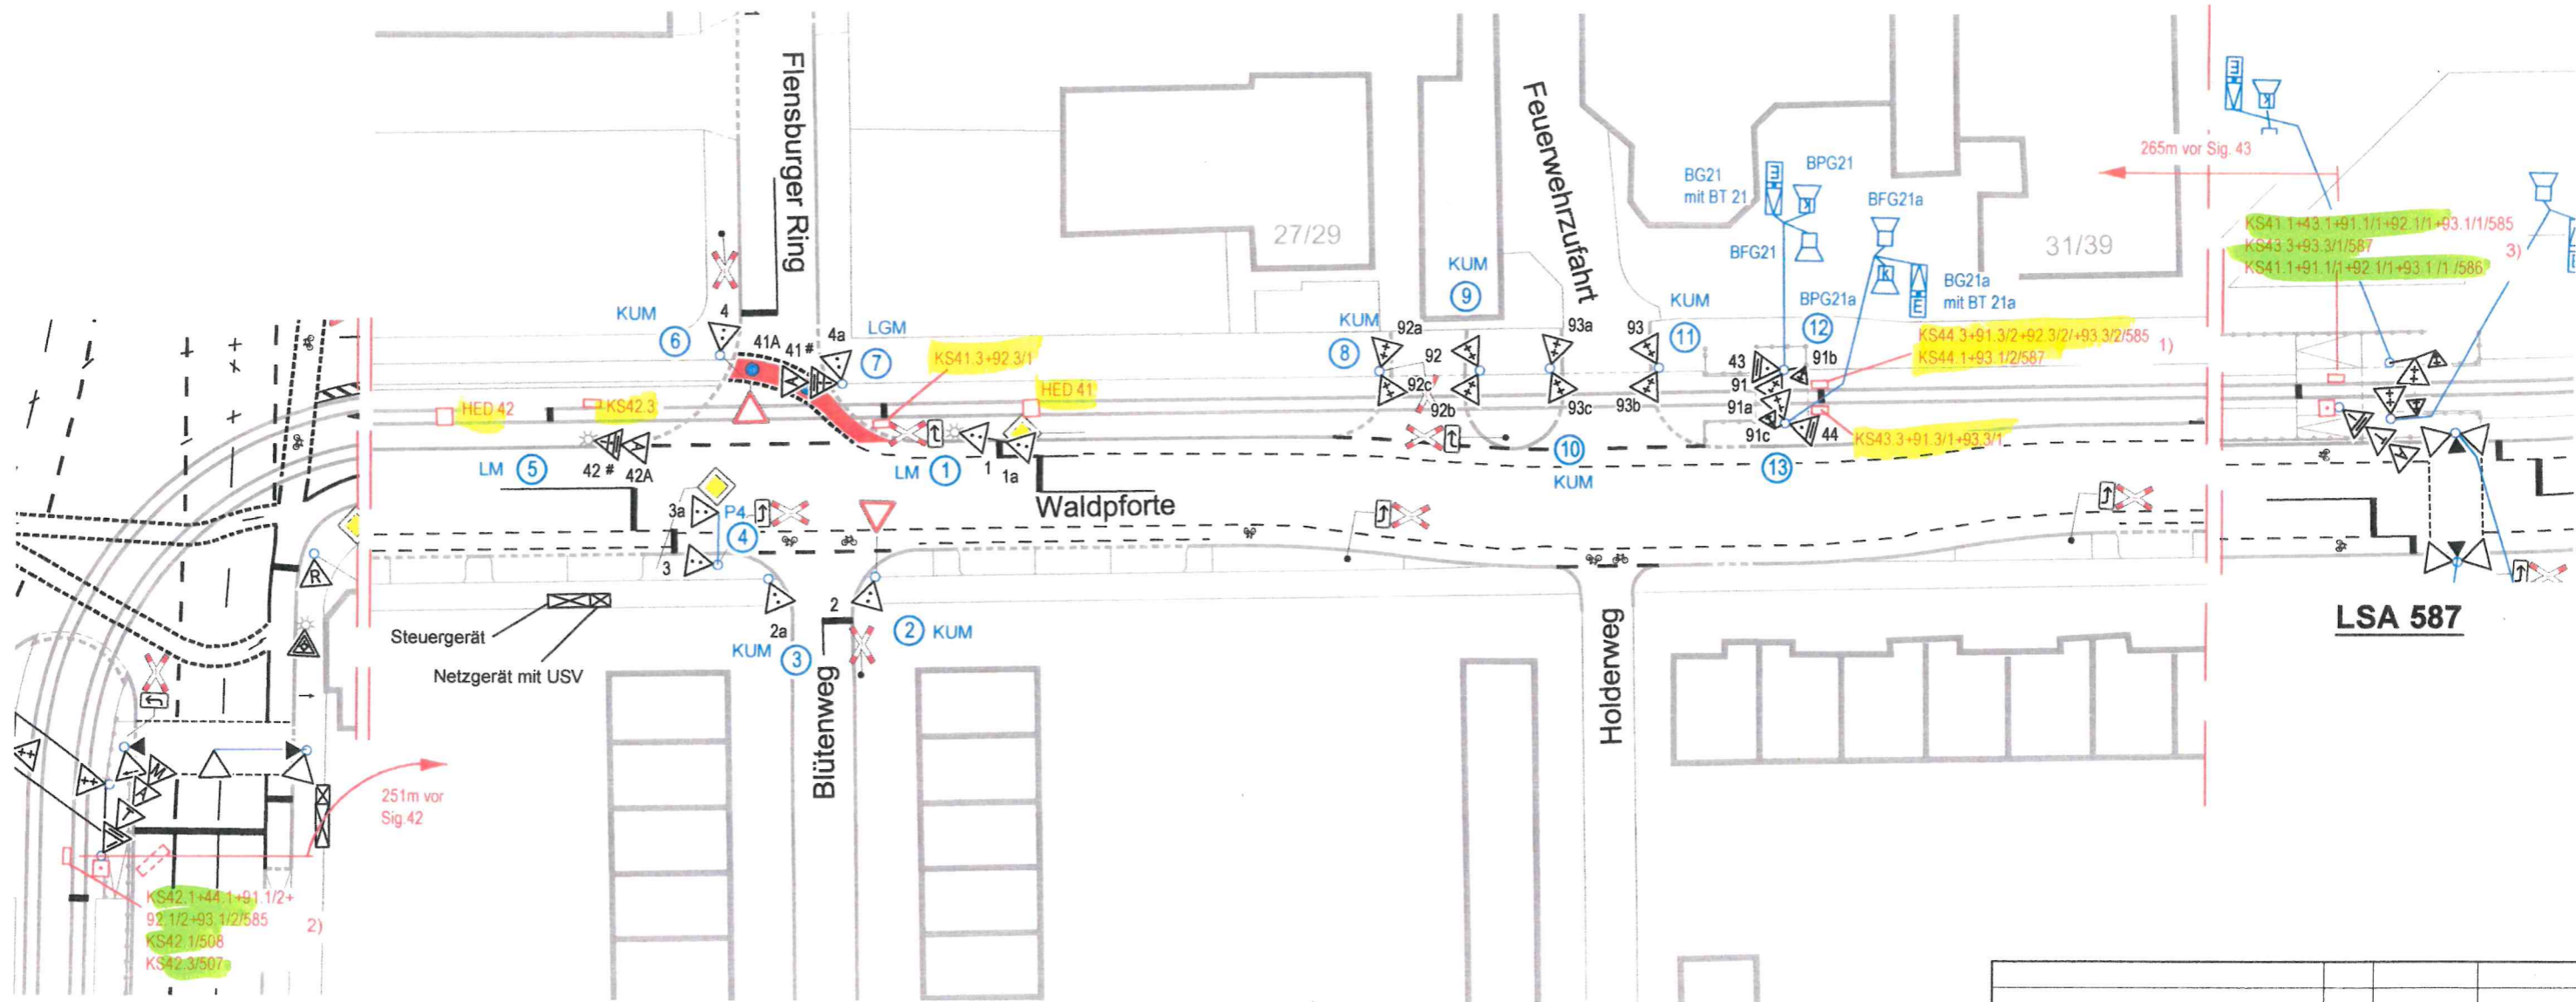 Flensburger Ring
Feuerwehrzufahrt
265m vor Sig. 43
KS41.1+43.1+91.1/1+92.1/1+93.1/1/585
KS43.3+93.3/1/587
KS41.1+91.1/1+92.1/1+93.1/1/586
3)
BG21
mit BT 21
BPG21
BFG21
BFG21a
BPG21a
BG21a
mit BT 21a
27/29
31/39
KUM
6
4
41A
41 #
4a
LGM
7
KS41.3+92.3/1
HED 41
HED 42
KS42.3
KUM
9
KUM
8
92a
92
92c
92b
93a
93
93c
93b
KUM
11
12
43
91
91a
91b
91c
44
KS44.3+91.3/2+92.3/2/+93.3/2/585
KS44.1+93.1/2/587
1)
KS43.3+91.3/1+93.3/1
13
10
KUM
LM
5
42 #
42A
LM
1
1
1a
Waldpforte
3a
P4
4
3
2a
2
2
KUM
KUM
3
Blütenweg
Holderweg
Steuergerät
Netzgerät mit USV
LSA 587
R
M
A
T
251m vor
Sig.42
KS42.1+44.1+91.1/2+
92.1/2+93.1/2/585
KS42.1/508
KS42.3/507
2)